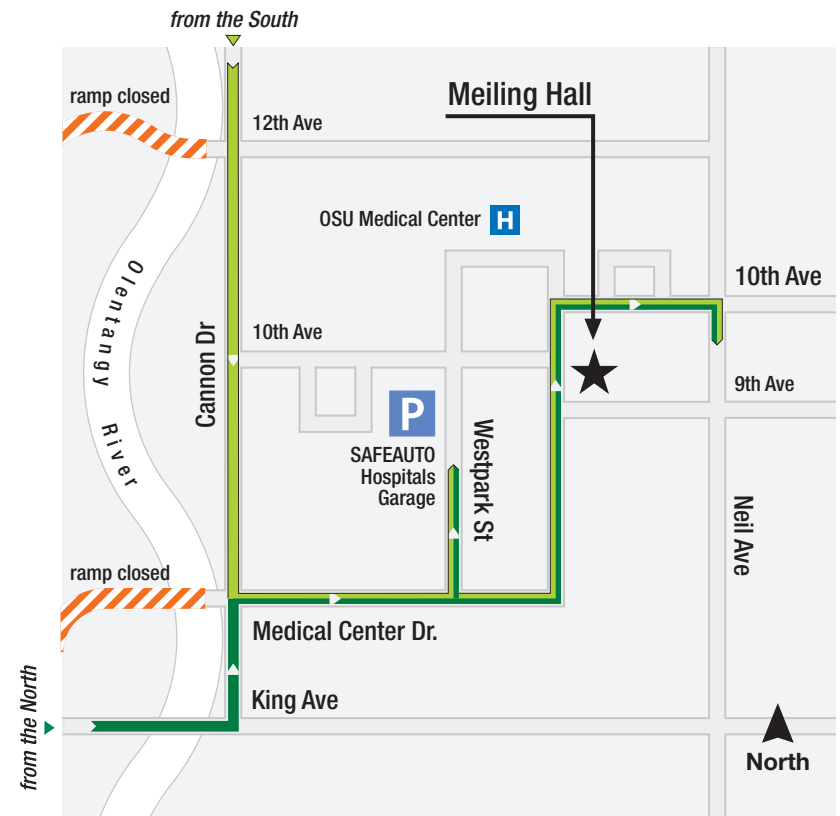 from the South
ramp closed
Meiling Hall
12th Ave
OSU Medical Center H
Olentangy River
10th Ave
10th Ave
Cannon Dr
9th Ave
P
SAFEAUTO
Hospitals
Garage
Westpark St
Neil Ave
ramp closed
Medical Center Dr.
King Ave
from the North
North